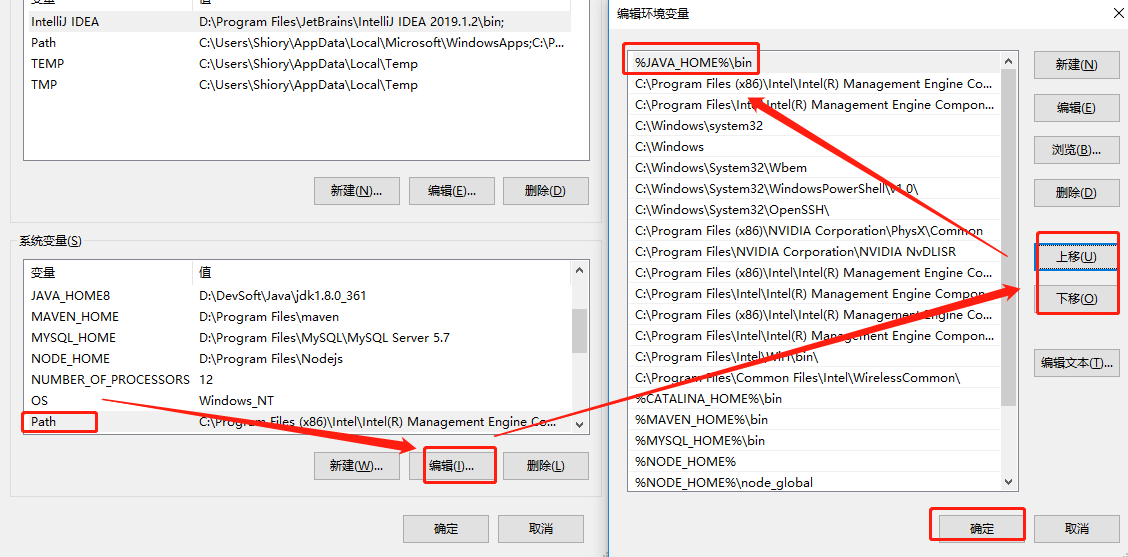 变量
值
IntelliJ IDEA D:\Program Files\JetBrains\IntelliJ IDEA 2019.1.2\bin;
Path C:\Users\Shiory\AppData\Local\Microsoft\WindowsApps;C:\P...
TEMP C:\Users\Shiory\AppData\Local\Temp
TMP C:\Users\Shiory\AppData\Local\Temp
新建(N)... 编辑(E)... 删除(D)
系统变量(S)
变量 值
JAVA_HOME8 D:\DevSoft\Java\jdk1.8.0_361
MAVEN_HOME D:\Program Files\maven
MYSQL_HOME D:\Program Files\MySQL\MySQL Server 5.7
NODE_HOME D:\Program Files\Nodejs
NUMBER_OF_PROCESSORS 12
OS Windows_NT
Path C:\Program Files (x86)\Intel\Intel(R) Management Engine Co...
新建(W)... 编辑(I)... 删除(L)
确定 取消
编辑环境变量
%JAVA_HOME%\bin
C:\Program Files (x86)\Intel\Intel(R) Management Engine Co...
C:\Program Files\Intel\Intel(R) Management Engine Compon...
C:\Windows\system32
C:\Windows
C:\Windows\System32\Wbem
C:\Windows\System32\WindowsPowerShell\v1.0\
C:\Windows\System32\OpenSSH\
C:\Program Files (x86)\NVIDIA Corporation\PhysX\Common
C:\Program Files\NVIDIA Corporation\NVIDIA NvDLISR
C:\Program Files (x86)\Intel\Intel(R) Management Engine Co...
C:\Program Files\Intel\Intel(R) Management Engine Compon...
C:\Program Files (x86)\Intel\Intel(R) Management Engine Co...
C:\Program Files\Intel\Intel(R) Management Engine Compon...
C:\Program Files\Intel\WiFi\bin\
C:\Program Files\Common Files\Intel\WirelessCommon\
%CATALINA_HOME%\bin
%MAVEN_HOME%\bin
%MYSQL_HOME%\bin
%NODE_HOME%
%NODE_HOME%\node_global
新建(N)
编辑(E)
浏览(B)...
删除(D)
上移(U)
下移(O)
编辑文本(T)...
确定 取消